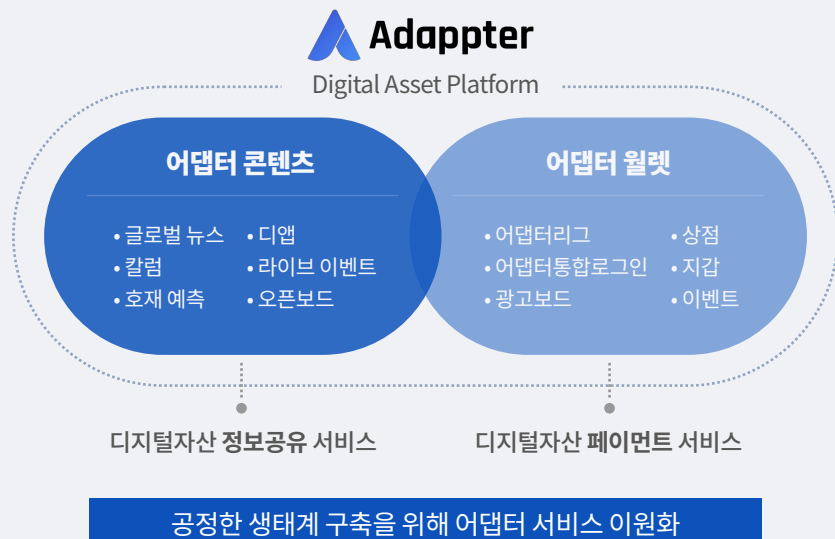 Adappter
Digital Asset Platform
어댑터 콘텐츠
• 글로벌 뉴스 • 디앱
• 칼럼 • 라이브 이벤트
• 호재 예측 • 오픈보드
어댑터 월렛
• 어댑터리그 • 상점
• 어댑터통합로그인 • 지갑
• 광고보드 • 이벤트
디지털자산 정보공유 서비스
디지털자산 페이먼트 서비스
공정한 생태계 구축을 위해 어댑터 서비스 이원화